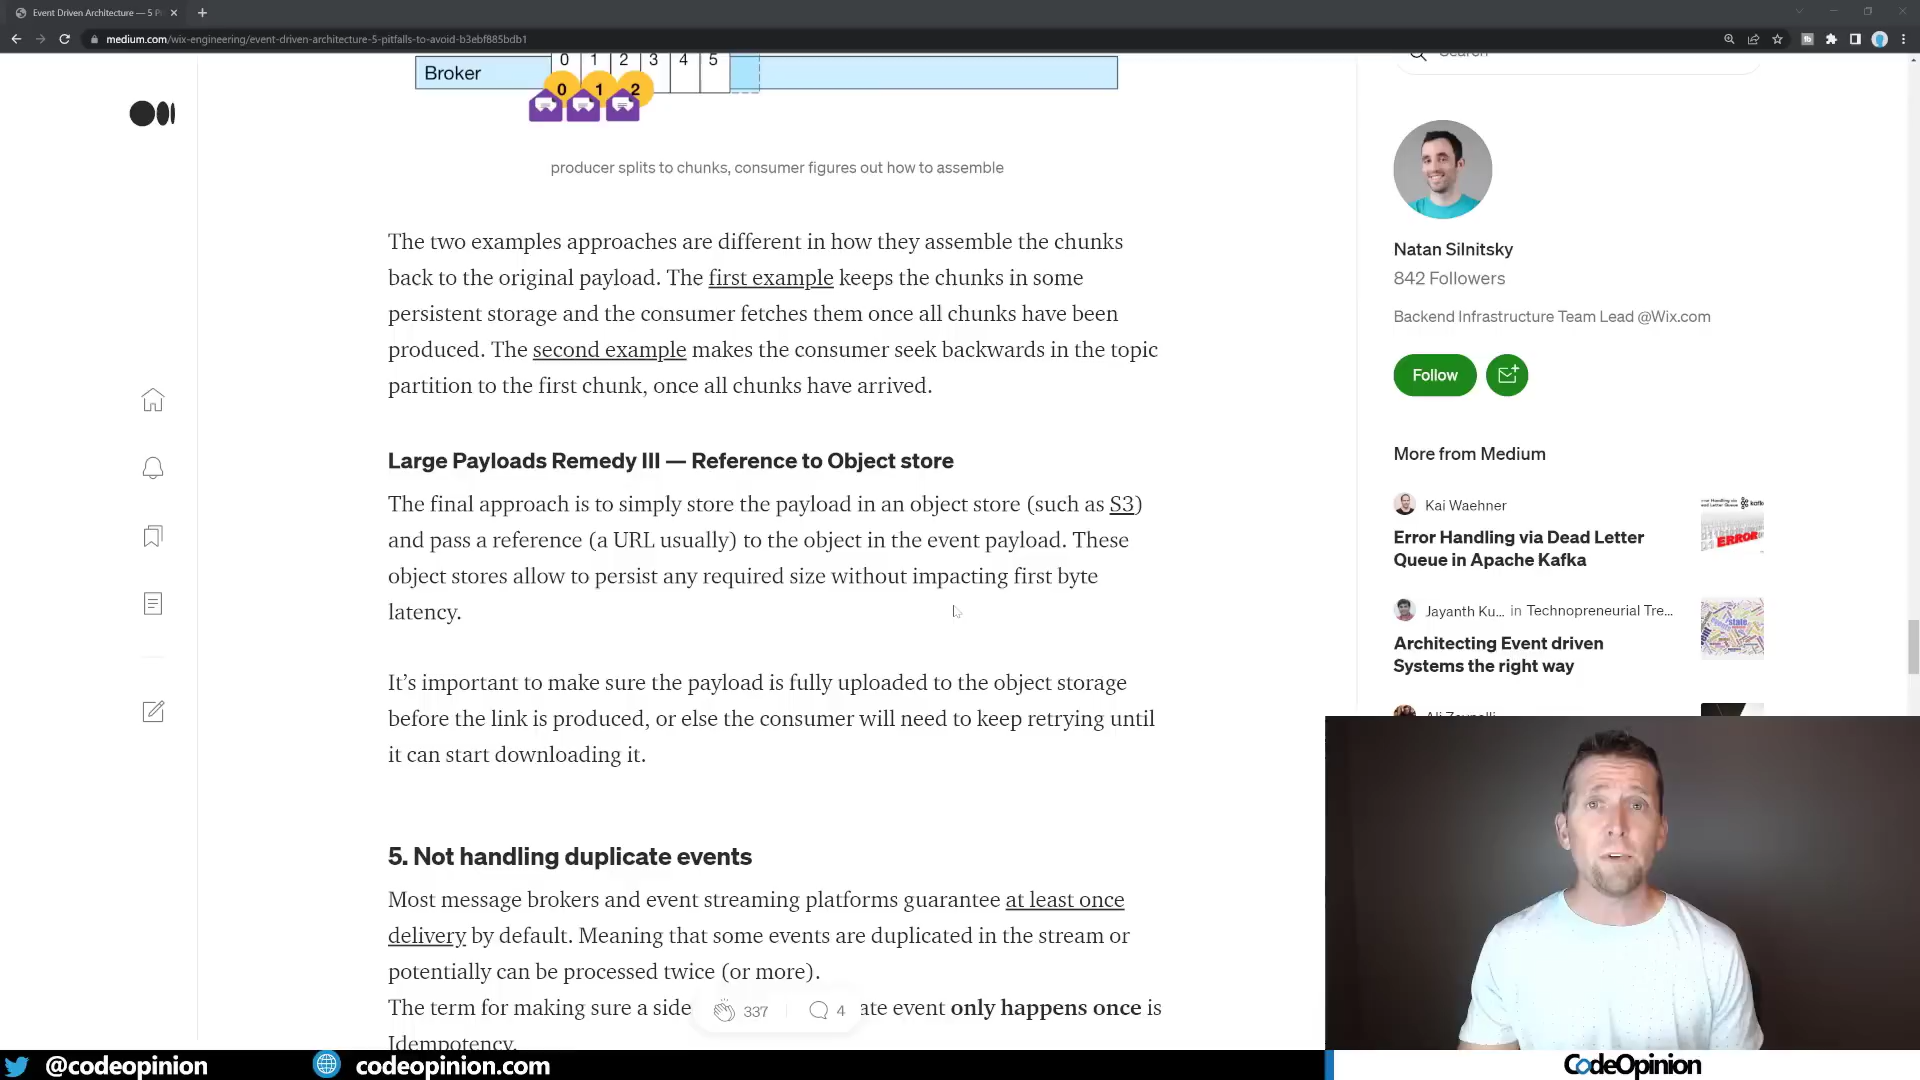 Event Driven Architecture — 5 P
medium.com/wix-engineering/event-driven-architecture-5-pitfalls-to-avoid-b3ebf885bdb1
Search
0 1 2 3 4 5
Broker
0 1 2
producer splits to chunks, consumer figures out how to assemble
The two examples approaches are different in how they assemble the chunks
back to the original payload. The first example keeps the chunks in some
persistent storage and the consumer fetches them once all chunks have been
produced. The second example makes the consumer seek backwards in the topic
partition to the first chunk, once all chunks have arrived.
Large Payloads Remedy III — Reference to Object store
The final approach is to simply store the payload in an object store (such as S3)
and pass a reference (a URL usually) to the object in the event payload. These
object stores allow to persist any required size without impacting first byte
latency.
It’s important to make sure the payload is fully uploaded to the object storage
before the link is produced, or else the consumer will need to keep retrying until
it can start downloading it.
5. Not handling duplicate events
Most message brokers and event streaming platforms guarantee at least once
delivery by default. Meaning that some events are duplicated in the stream or
potentially can be processed twice (or more).
The term for making sure a side ate event only happens once is
337 4
Idempotency.
Natan Silnitsky
842 Followers
Backend Infrastructure Team Lead @Wix.com
Follow
More from Medium
Kai Waehner
Error Handling via Dead Letter
Queue in Apache Kafka
ERROR
Jayanth Ku... in Technopreneurial Tre...
Architecting Event driven
Systems the right way
@codeopinion
codeopinion.com
CodeOpinion